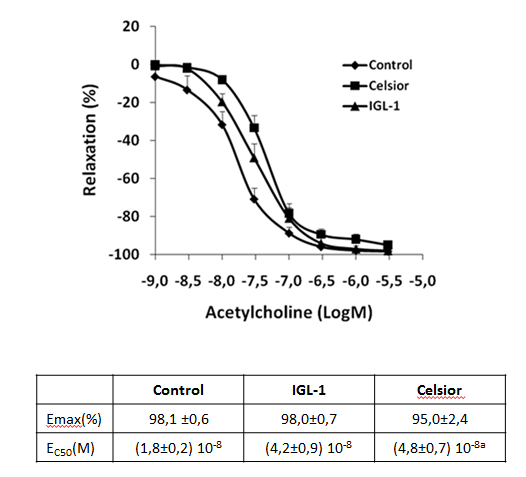 20
0
-20
-40
-60
-80
-100
Relaxation (%)
Control
Celsior
IGL-1
-9,0 -8,5 -8,0 -7,5 -7,0 -6,5 -6,0 -5,5 -5,0
Acetylcholine (LogM)
Control IGL-1 Celsior
Emax(%) 98,1 ±0,6 98,0±0,7 95,0±2,4
EC50(M) (1,8±0,2) 10-8 (4,2±0,9) 10-8 (4,8±0,7) 10-8a